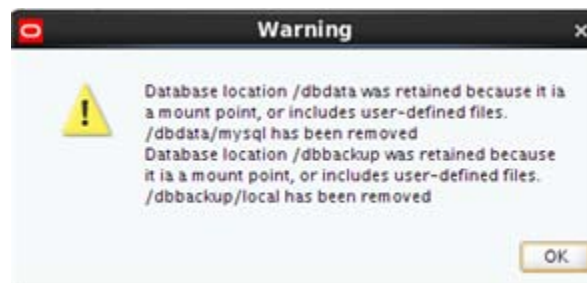 Warning
Database location /dbdata was retained because it ia
a mount point, or includes user-defined files.
/dbdata/mysql has been removed
Database location /dbbackup was retained because
it ia a mount point, or includes user-defined files.
/dbbackup/local has been removed
OK